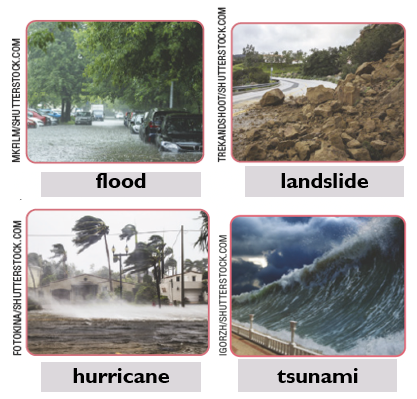 MKFILM/SHUTTERSTOCK.COM
TREKANDSHOOT/SHUTTERSTOCK.COM
flood
landslide
FOTOKINA/SHUTTERSTOCK.COM
IGORZH/SHUTTERSTOCK.COM
hurricane
tsunami